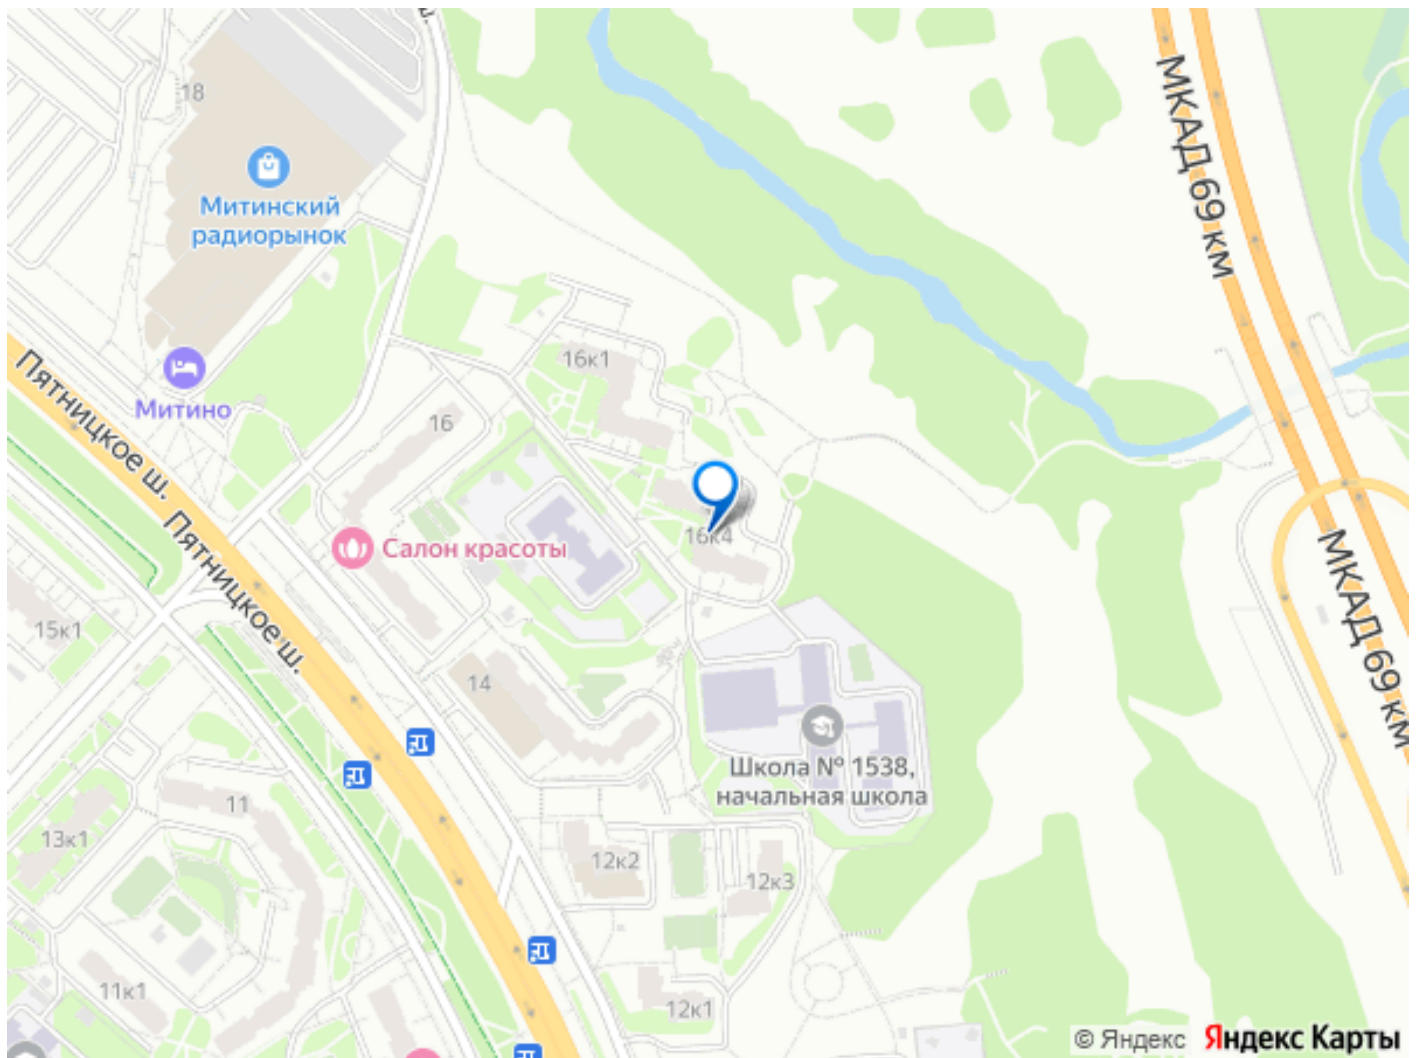 18
Митинский
радиорынок
МКАД 69 км
16к1
Митино
Пятницкое ш.
16
Пятницкое ш.
Салон красоты
16к4
МКАД 69 км
15к1
14
Школа № 1538,
начальная школа
11
13к1
12к2
12к3
11к1
12к1
© Яндекс Яндекс Карты